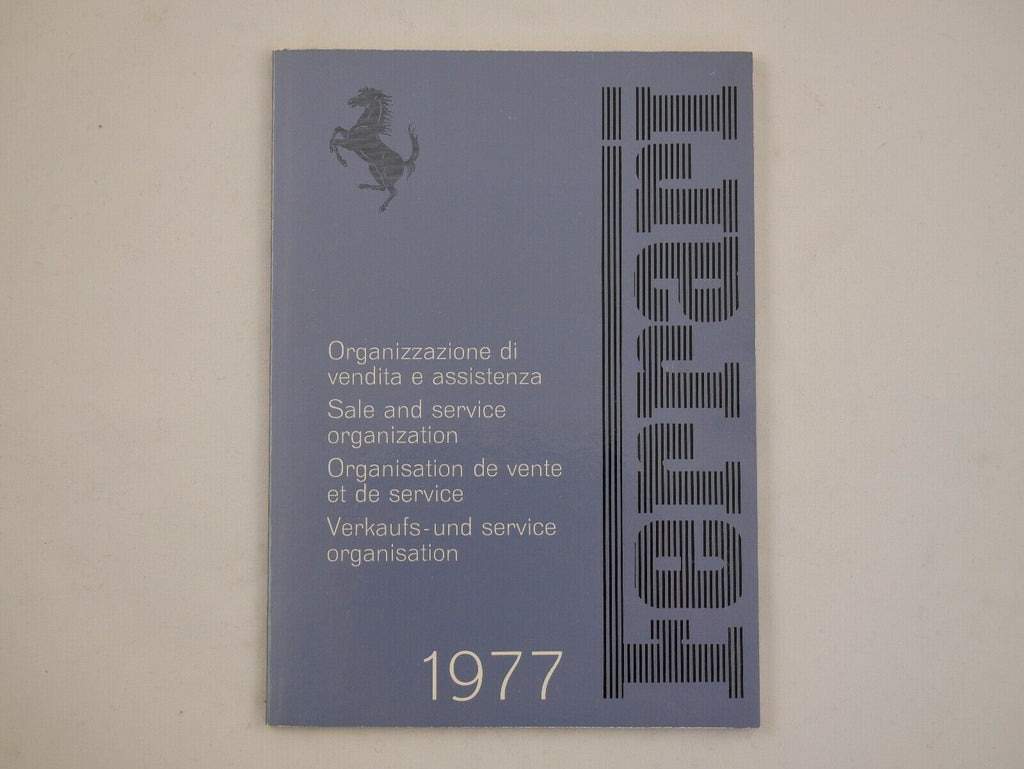 Organizzazione di
vendita e assistenza
Sale and service
organization
Organisation de vente
et de service
Verkaufs-und service
organisation
1977
Ferrari